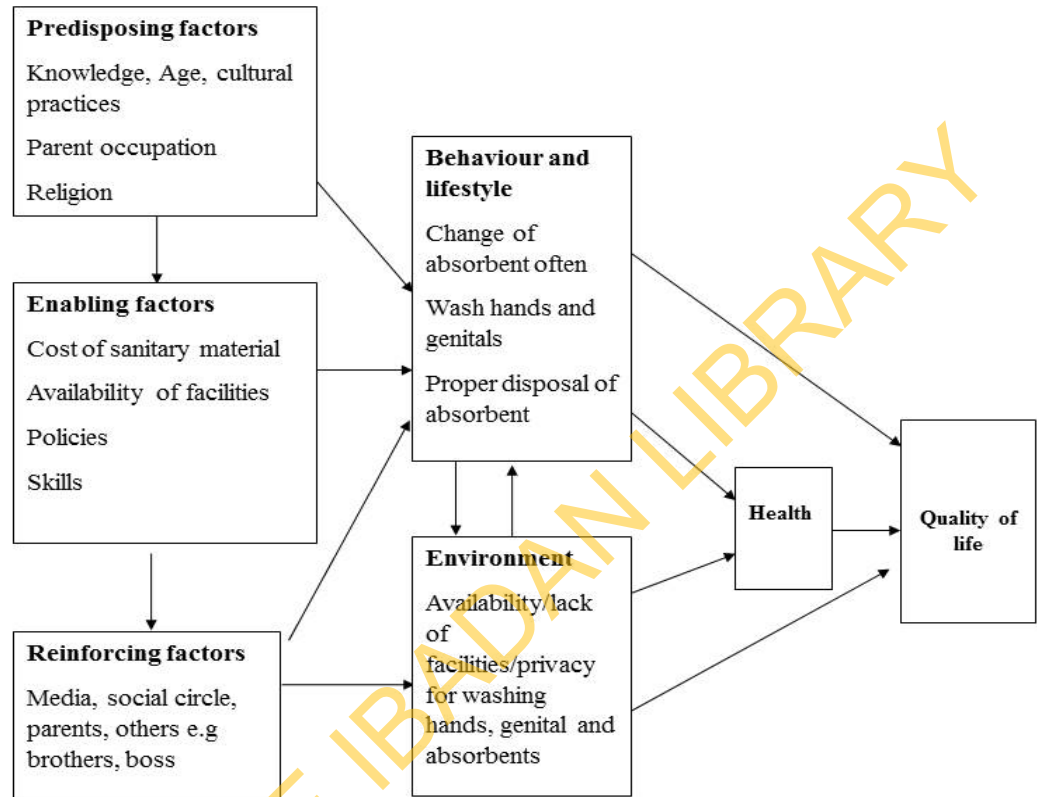 Predisposing factors
Knowledge, Age, cultural
practices
Parent occupation
Religion
Enabling factors
Cost of sanitary material
Availability of facilities
Policies
Skills
Reinforcing factors
Media, social circle,
parents, others e.g
brothers, boss
Behaviour and
lifestyle
Change of
absorbent often
Wash hands and
genitals
Proper disposal of
absorbent
Environment
Availability/lack
of
facilities/privacy
for washing
hands, genital and
absorbents
Health
Quality of
life
IBADAN LIBRARY